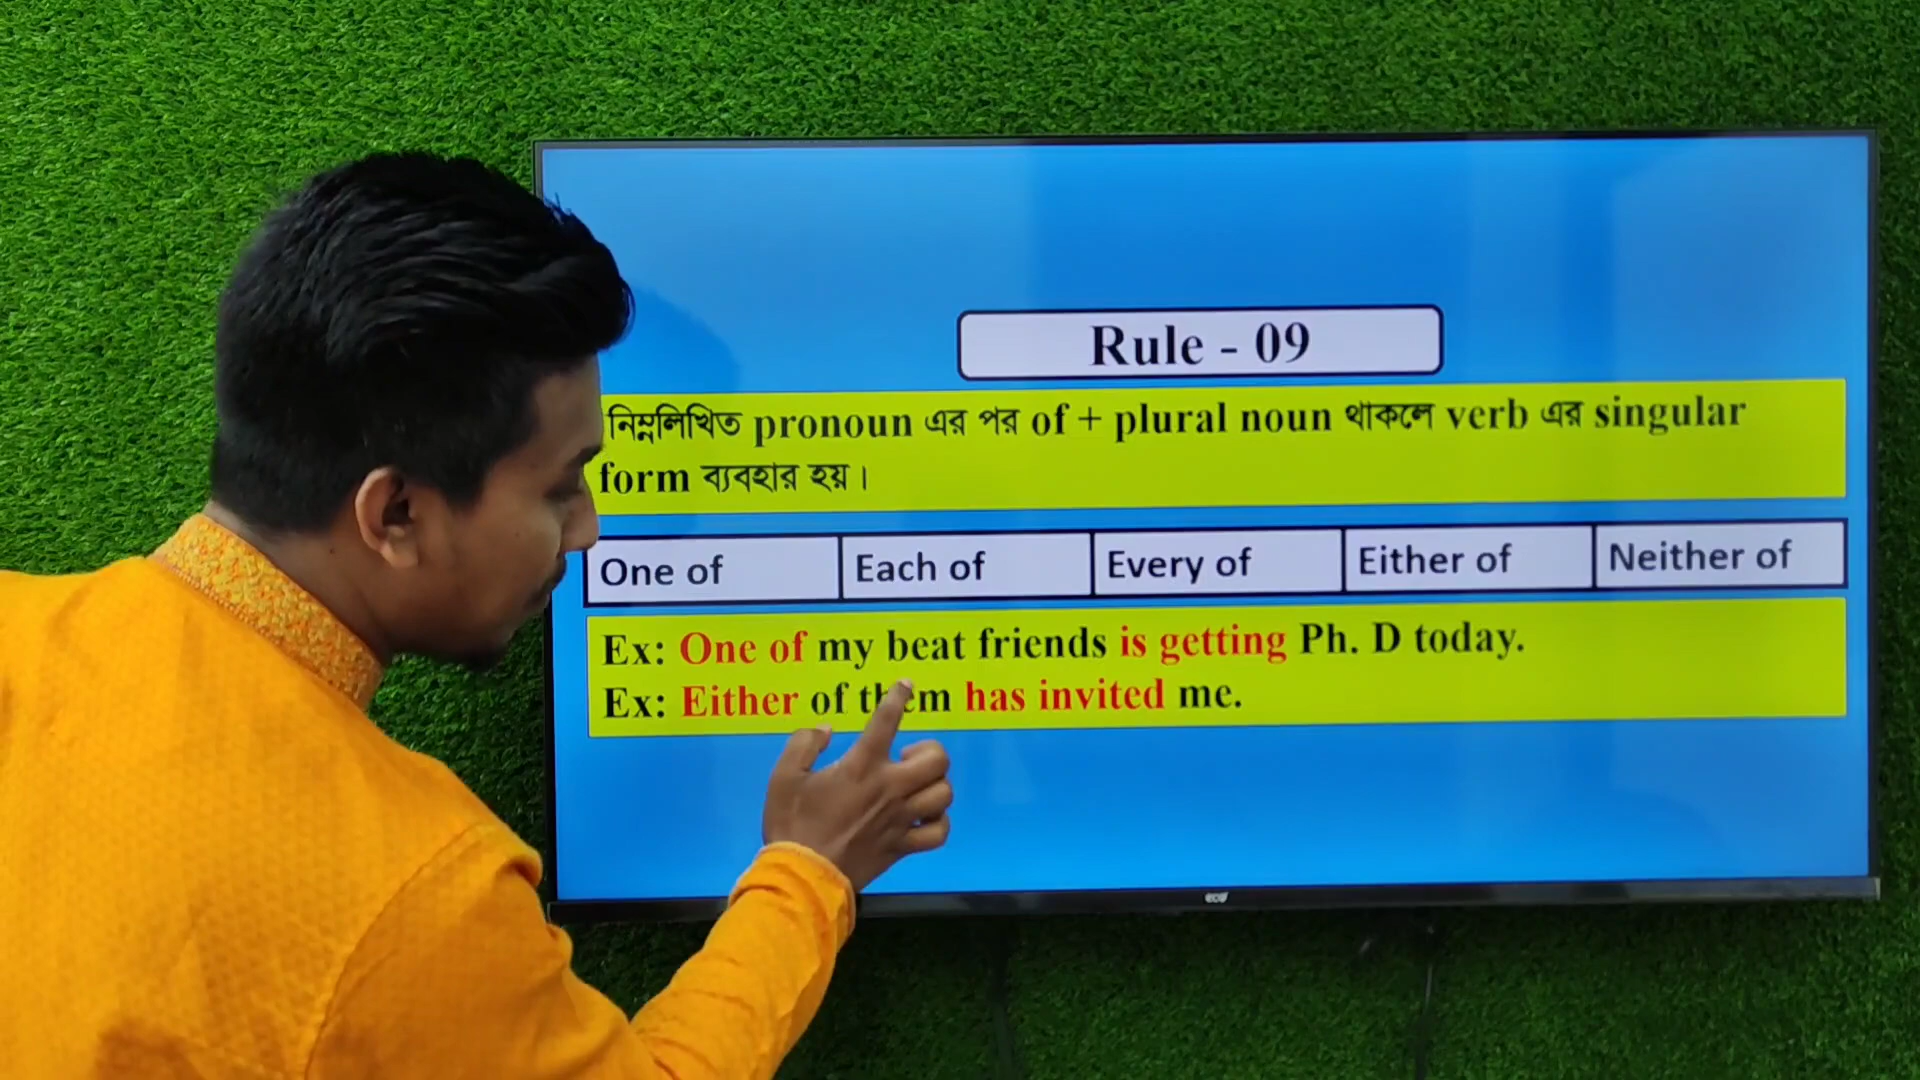 Rule - 09
নিম্নলিখিত pronoun এর পর of + plural noun থাকলে verb এর singular
form ব্যবহার হয়।
One of Each of Every of Either of Neither of
Ex: One of my beat friends is getting Ph. D today.
Ex: Either of them has invited me.